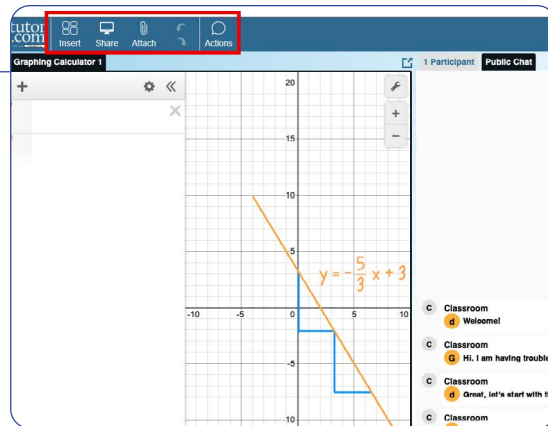 tutor
.com
Insert Share Attach Actions
Graphing Calculator 1
1 Participant Public Chat
20
15
10
5
y = -5/3 x + 3
-10 -5 0 5 10
-5
-10
C Classroom
d Welcome!
C Classroom
G Hi. I am having trouble
C Classroom
d Great, let's start with
C Classroom